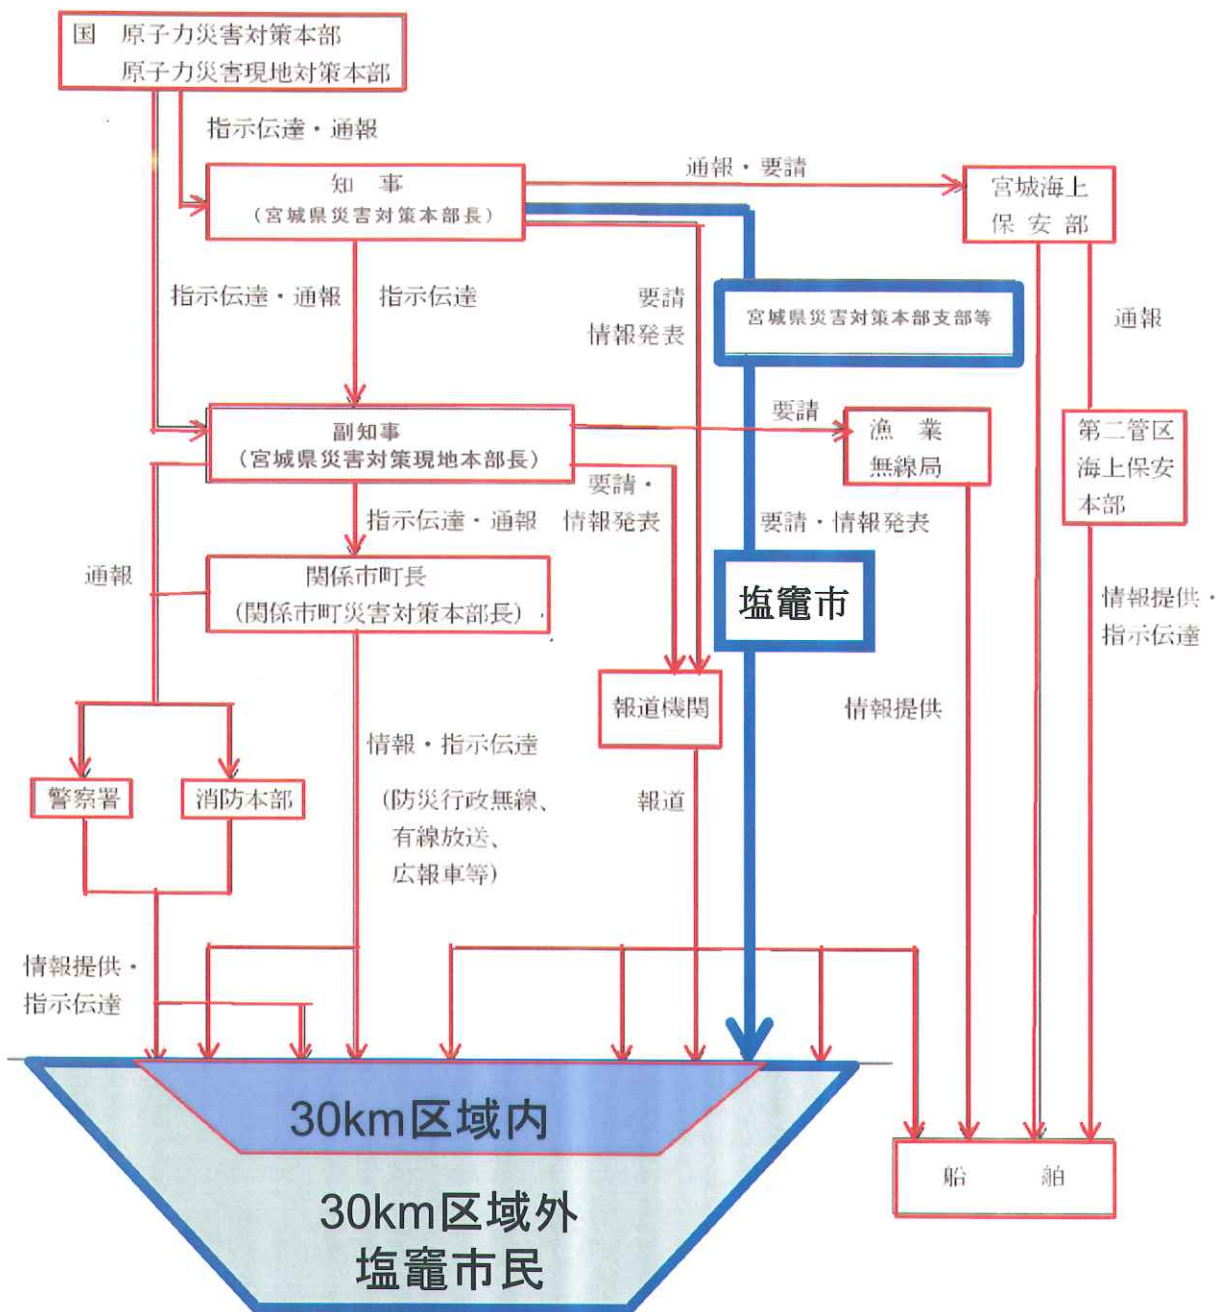 国 原子力災害対策本部
原子力災害現地対策本部
指示伝達・通報
知 事
(宮城県災害対策本部長)
通報・要請
宮城海上
保 安 部
指示伝達・通報
指示伝達
要請
情報発表
宮城県災害対策本部支部等
通報
副知事
(宮城県災害対策現地本部長)
要請
漁 業
無線局
第二管区
海上保安
本部
指示伝達・通報
要請・
情報発表
要請・情報発表
通報
関係市町長
(関係市町災害対策本部長)
塩竈市
情報提供・
指示伝達
報道機関
情報提供
情報・指示伝達
(防災行政無線、
有線放送、
広報車等)
報道
警察署
消防本部
情報提供・
指示伝達
30km区域内
30km区域外
塩竈市民
船 舶